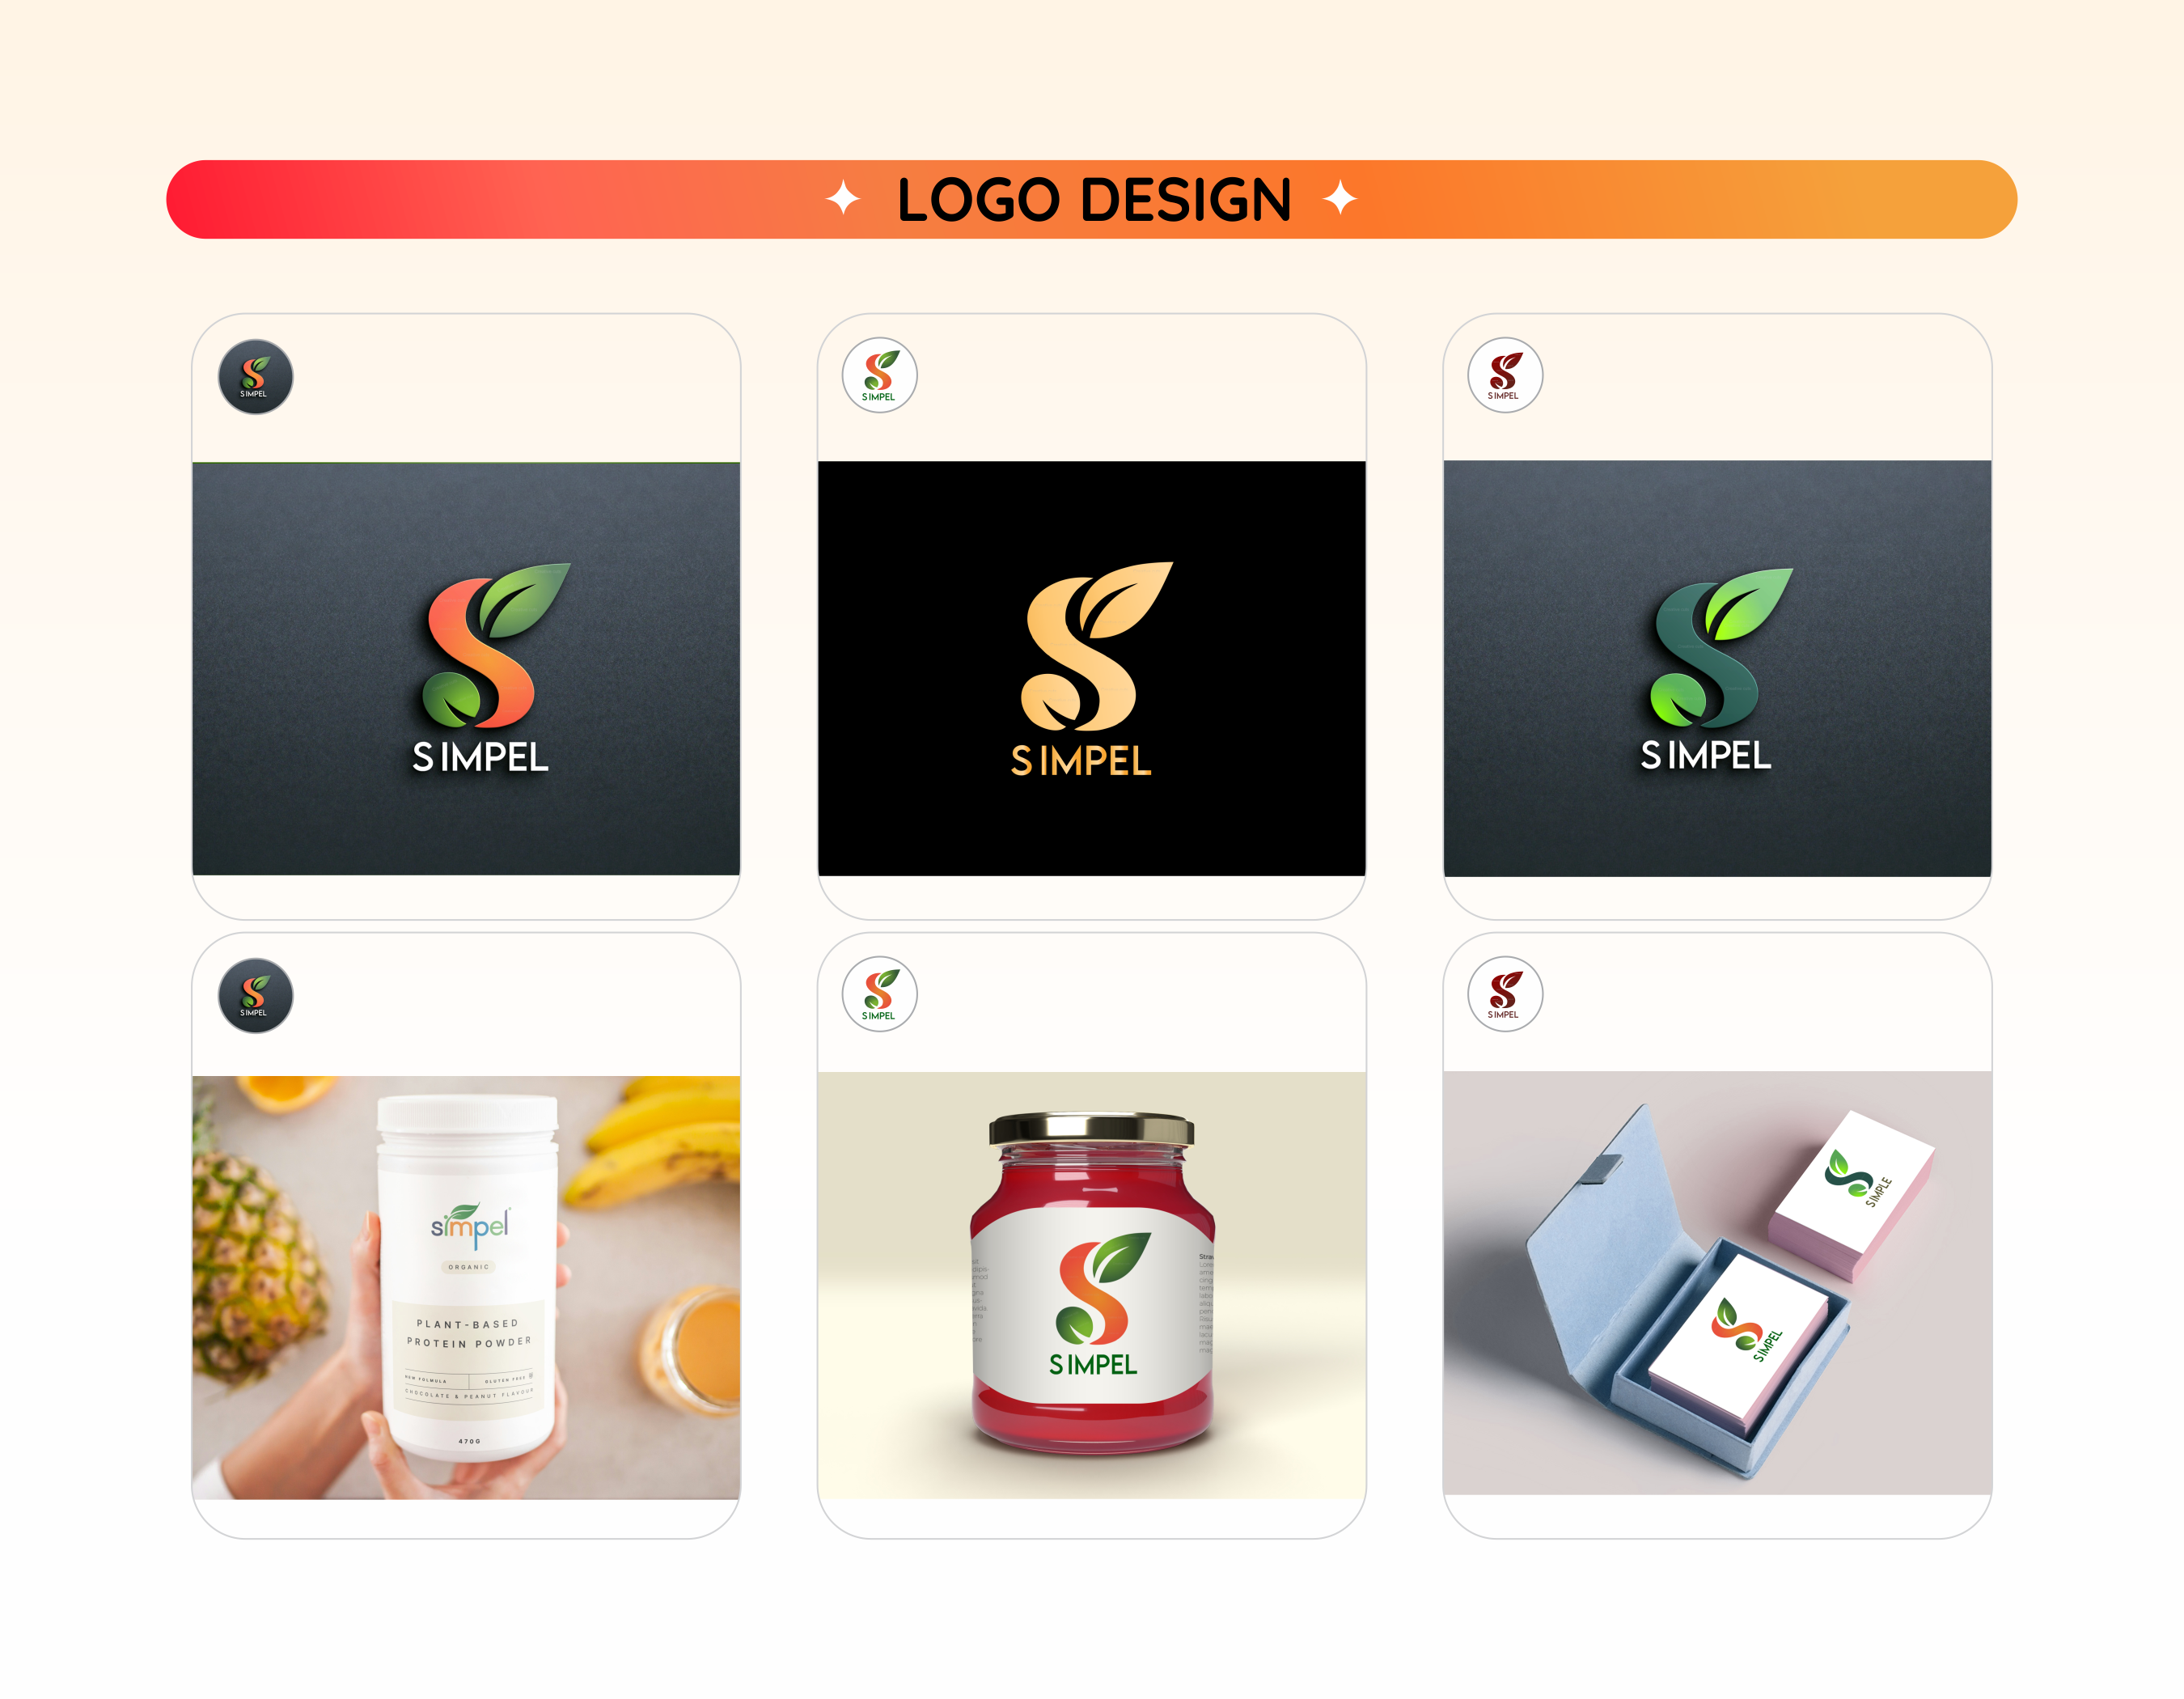 LOGO DESIGN
SIMPEL
SIMPEL
SIMPEL
SIMPEL
SIMPEL
SIMPEL
SIMPEL
SIMPEL
SIMPEL
simpel
ORGANIC
PLANT-BASED
PROTEIN POWDER
NEW FOLMULA
GLUTEN FREE
CHOCOLATE & PEANUT FLAVOUR
470G
SIMPEL
SIMPLE
SIMPEL